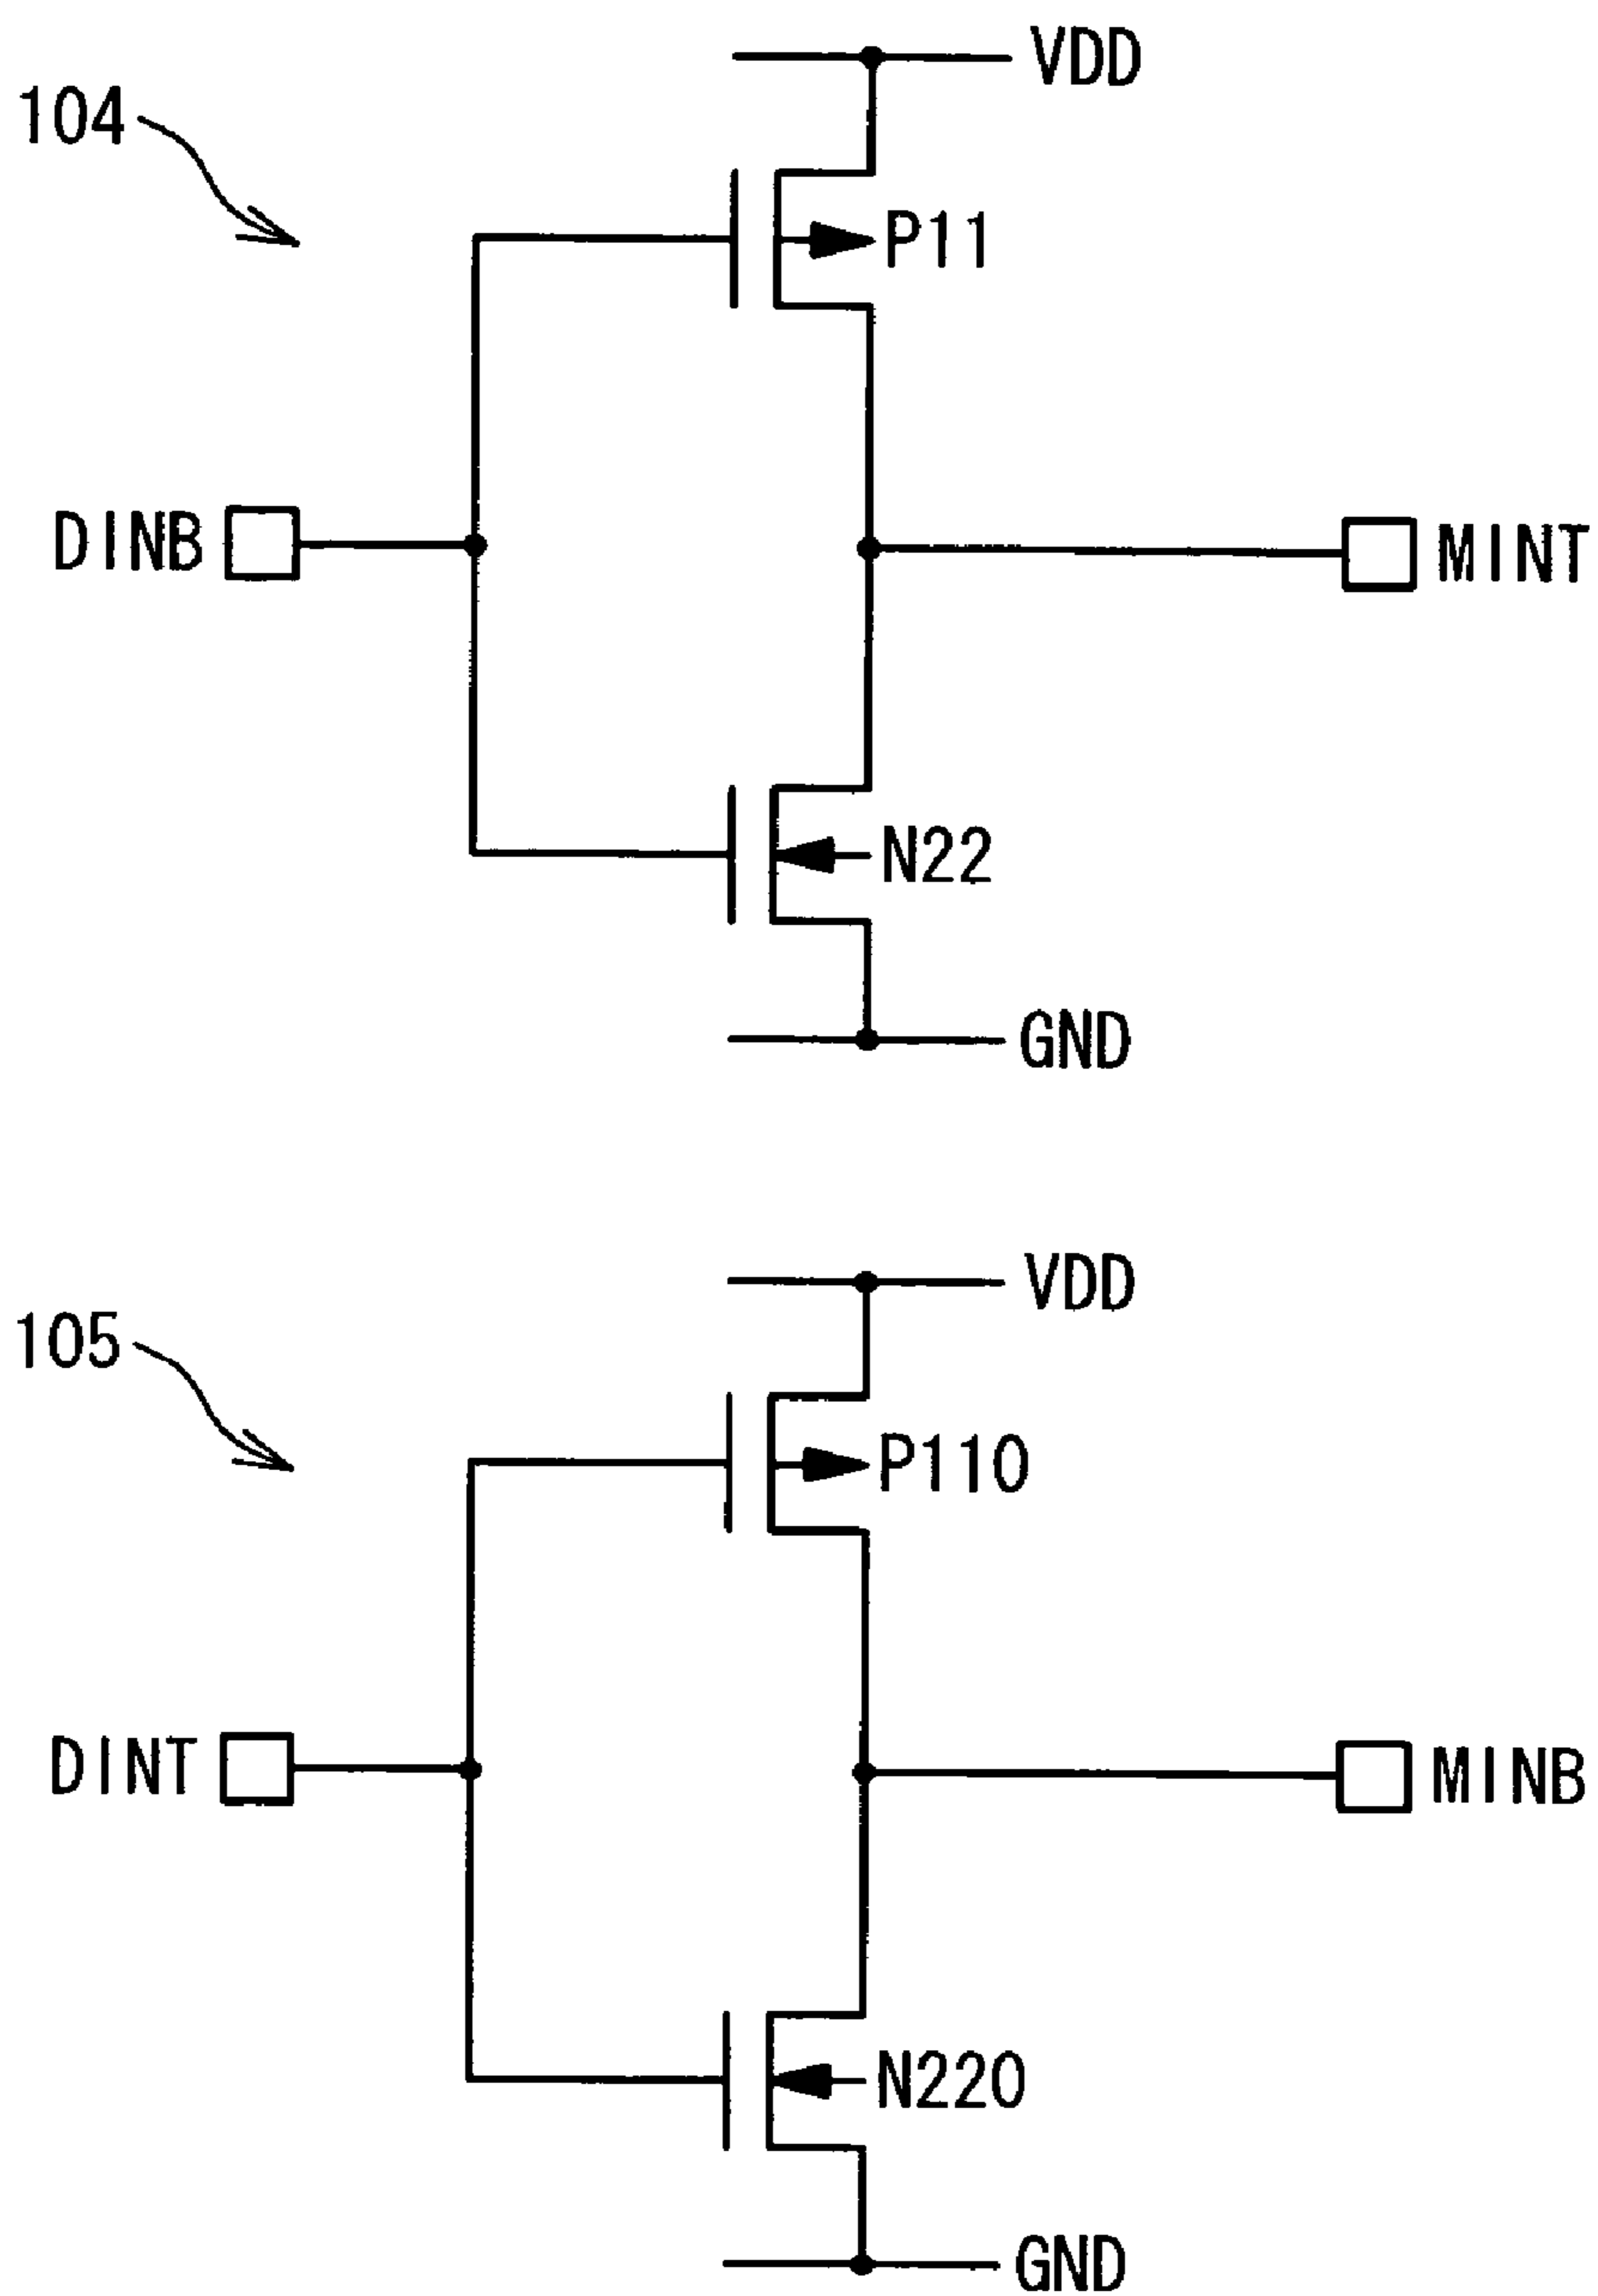 VDD
104
P11
DINB
MINT
N22
GND
VDD
105
P110
DINT
MINB
N220
GND